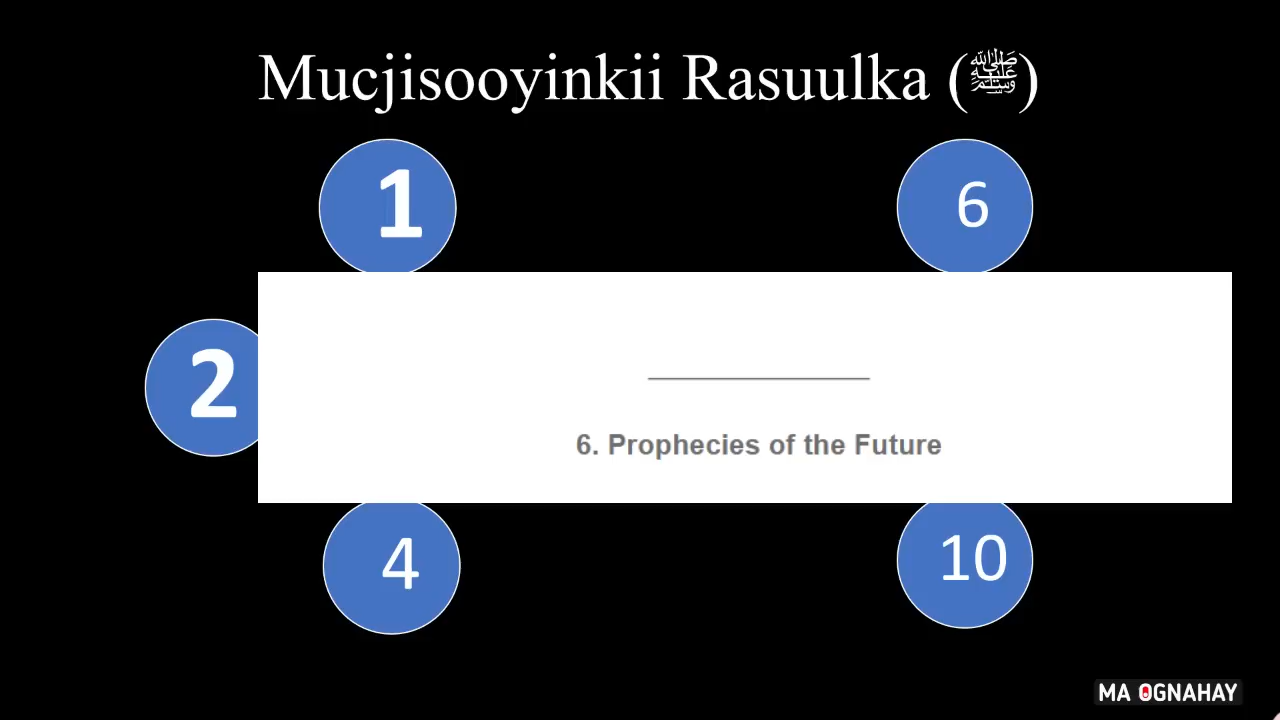 Mucjisooyinkii Rasuulka (ﷺ)
1
6
2
6. Prophecies of the Future
4
10
MA OGNAHAY